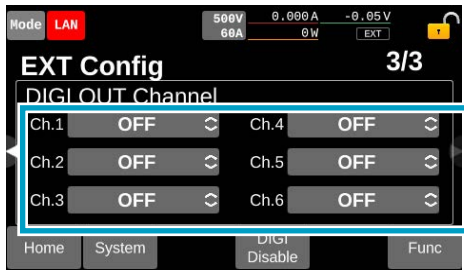 Mode LAN 500V 0.000A -0.05V
60A 0W EXT
EXT Config 3/3
DIGI OUT Channel
Ch.1 OFF Ch.4 OFF
Ch.2 OFF Ch.5 OFF
Ch.3 OFF Ch.6 OFF
Home System DIGI Disable Func